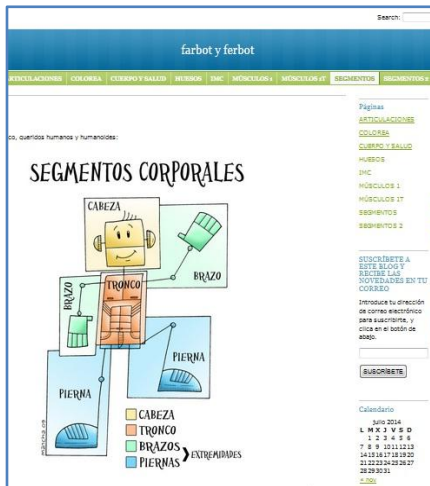 Search:
farbot y ferbot
ARTICULACIONES COLOREA CUERPO Y SALUD HUESOS IMC MÚSCULOS 1 MÚSCULOS 1T SEGMENTOS SEGMENTOS 2
co, queridos humanos y humanoides:
SEGMENTOS CORPORALES
CABEZA
BRAZO
BRAZO
TRONCO
PIERNA
PIERNA
CABEZA
TRONCO
BRAZOS
PIERNAS
EXTREMIDADES
Páginas
ARTICULACIONES
COLOREA
CUERPO Y SALUD
HUESOS
IMC
MÚSCULOS 1
MÚSCULOS 1T
SEGMENTOS
SEGMENTOS 2
SUSCRÍBETE A
ESTE BLOG Y
RECIBE LAS
NOVEDADES EN TU
CORREO
Introduce tu dirección
de correo electrónico
para suscribirte, y
clica en el botón de
abajo.
SUSCRÍBETE
Calendario
julio 2014
L M X J V S D
1 2 3 4 5 6
7 8 9 10 11 12 13
14 15 16 17 18 19 20
21 22 23 24 25 26 27
28 29 30 31
« nov